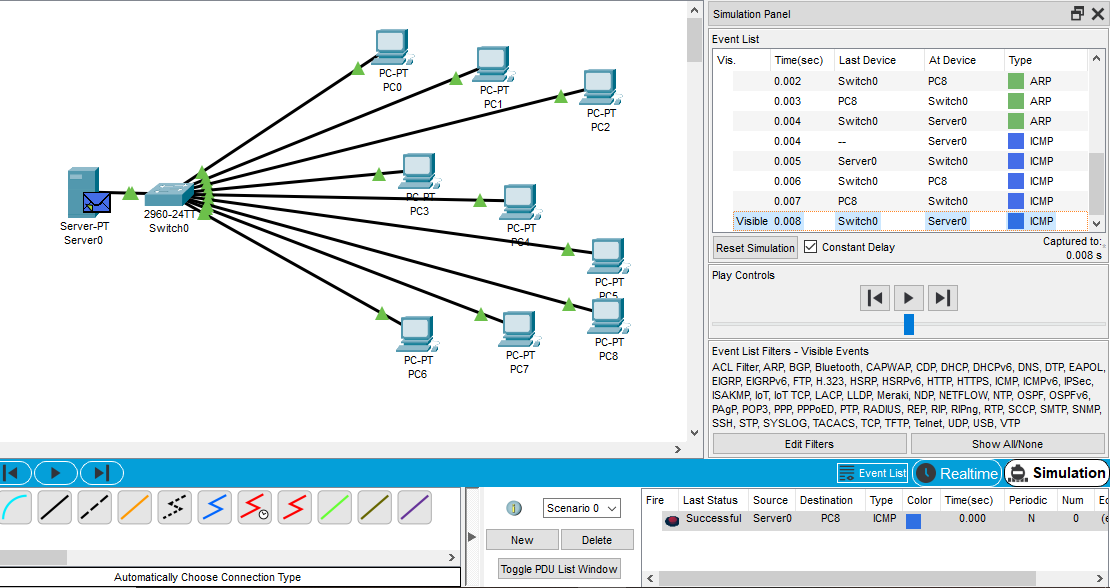 Simulation Panel
Event List
Vis. Time(sec) Last Device At Device Type
0.002 Switch0 PC8 ARP
0.003 PC8 Switch0 ARP
0.004 Switch0 Server0 ARP
0.004 -- Server0 ICMP
0.005 Server0 Switch0 ICMP
0.006 Switch0 PC8 ICMP
0.007 PC8 Switch0 ICMP
Visible 0.008 Switch0 Server0 ICMP
Reset Simulation Constant Delay
Captured to:
0.008 s
Play Controls
Event List Filters - Visible Events
ACL Filter, ARP, BGP, Bluetooth, CAPWAP, CDP, DHCP, DHCPv6, DNS, DTP, EAPOL,
EIGRP, EIGRPv6, FTP, H.323, HSRP, HSRPv6, HTTP, HTTPS, ICMP, ICMPv6, IPSec,
ISAKMP, IoT, IoT TCP, LACP, LLDP, Meraki, NDP, NETFLOW, NTP, OSPF, OSPFv6,
PAgP, POP3, PPP, PPPoED, PTP, RADIUS, REP, RIP, RIPng, RTP, SCCP, SMTP, SNMP,
SSH, STP, SYSLOG, TACACS, TCP, TFTP, Telnet, UDP, USB, VTP
Edit Filters Show All/None
PC-PT
PC0
PC-PT
PC1
PC-PT
PC2
PC-PT
PC3
PC-PT
PC4
PC-PT
PC5
PC-PT
PC6
PC-PT
PC7
PC-PT
PC8
Server-PT
Server0
2960-24TT
Switch0
Event List Realtime Simulation
Scenario 0
New Delete
Toggle PDU List Window
Automatically Choose Connection Type
Fire Last Status Source Destination Type Color Time(sec) Periodic Num
Successful Server0 PC8 ICMP 0.000 N 0